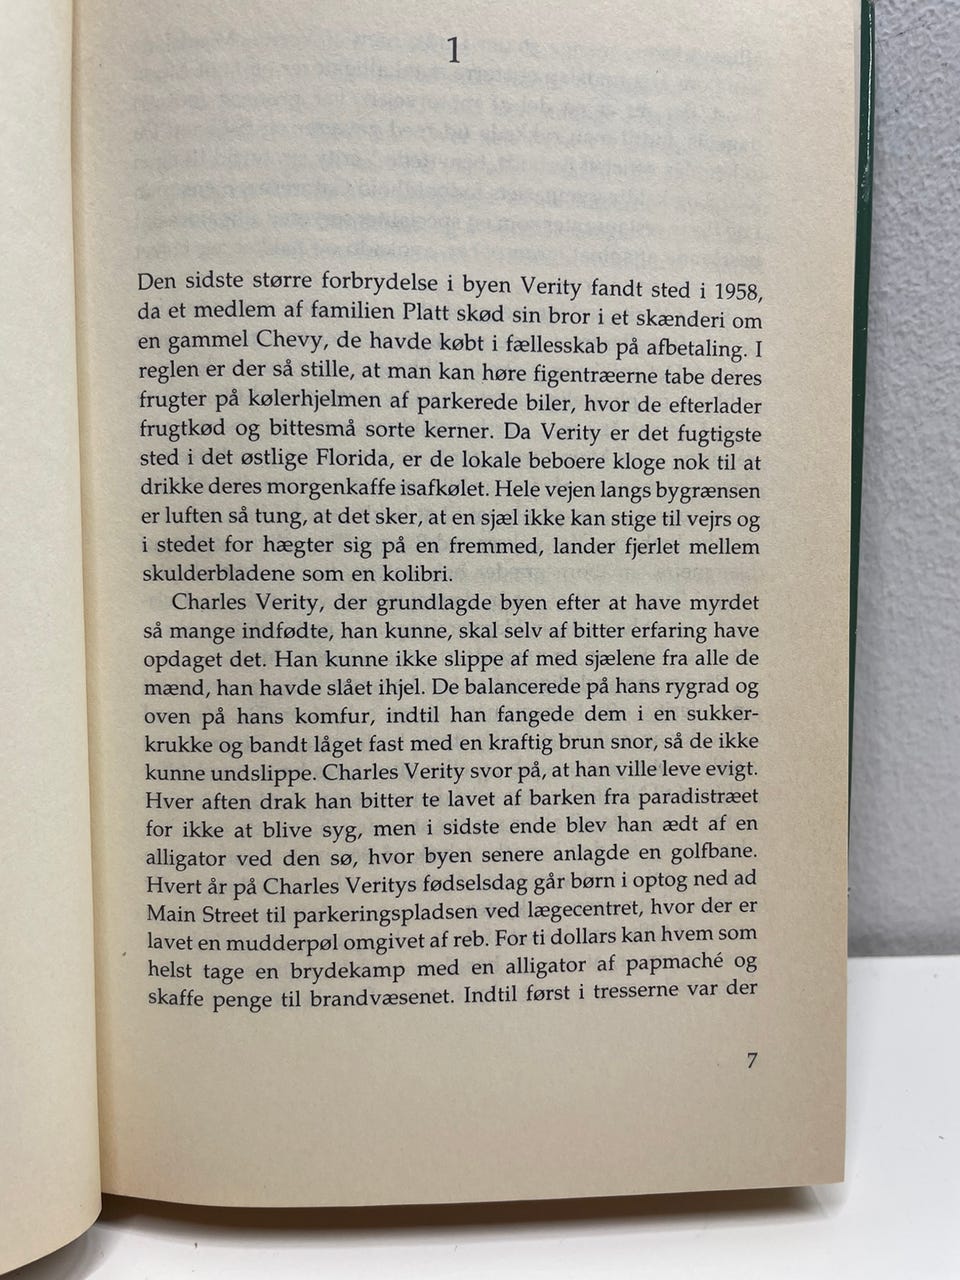 1
Den sidste større forbrydelse i byen Verity fandt sted i 1958,
da et medlem af familien Platt skød sin bror i et skænderi om
en gammel Chevy, de havde købt i fællesskab på afbetaling. I
reglen er der så stille, at man kan høre figentræerne tabe deres
frugter på kølerhjelmen af parkerede biler, hvor de efterlader
frugtkød og bittesmå sorte kerner. Da Verity er det fugtigste
sted i det østlige Florida, er de lokale beboere kloge nok til at
drikke deres morgenkaffe isafkølet. Hele vejen langs bygrænsen
er luften så tung, at det sker, at en sjæl ikke kan stige til vejrs og
i stedet for hægter sig på en fremmed, lander fjerlet mellem
skulderbladene som en kolibri.
Charles Verity, der grundlagde byen efter at have myrdet
så mange indfødte, han kunne, skal selv af bitter erfaring have
opdaget det. Han kunne ikke slippe af med sjælene fra alle de
mænd, han havde slået ihjel. De balancerede på hans rygrad og
oven på hans komfur, indtil han fangede dem i en sukker-
krukke og bandt låget fast med en kraftig brun snor, så de ikke
kunne undslippe. Charles Verity svor på, at han ville leve evigt.
Hver aften drak han bitter te lavet af barken fra paradistræet
for ikke at blive syg, men i sidste ende blev han ædt af en
alligator ved den sø, hvor byen senere anlagde en golfbane.
Hvert år på Charles Veritys fødselsdag går børn i optog ned ad
Main Street til parkeringspladsen ved lægecentret, hvor der er
lavet en mudderpøl omgivet af reb. For ti dollars kan hvem som
helst tage en brydekamp med en alligator af papmaché og
skaffe penge til brandvæsenet. Indtil først i tresserne var der
7